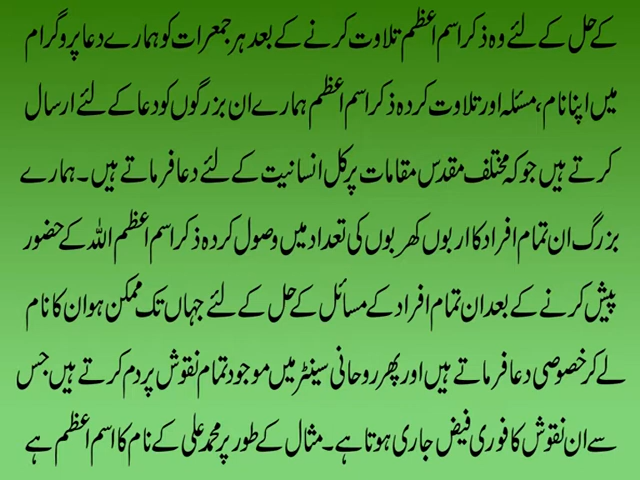 کے حل کے لئے وہ ذکر اسم اعظم تلاوت کرنے کے بعد ہر جمعرات کو ہمارے دعا پروگرام
میں اپنا نام، مسئلہ اور تلاوت کردہ ذکر اسم اعظم ہمارے ان بزرگوں کو دعا کے لئے ارسال
کرتے ہیں جو کہ مختلف مقدس مقامات پر کل انسانیت کے لئے دعا فرماتے ہیں۔ ہمارے
بزرگ ان تمام افراد کا اربوں کھربوں کی تعداد میں وصول کردہ ذکر اسم اعظم اللہ کے حضور
پیش کرنے کے بعد ان تمام افراد کے مسائل کے حل کے لئے جہاں تک ممکن ہو ان کا نام
لے کر خصوصی دعا فرماتے ہیں اور پھر روحانی سینٹر میں موجود تمام نقوش پر دم کرتے ہیں جس
سے ان نقوش کا فوری فیض جاری ہوتا ہے۔ مثال کے طور پر محمد علی کے نام کا اسم اعظم ہے